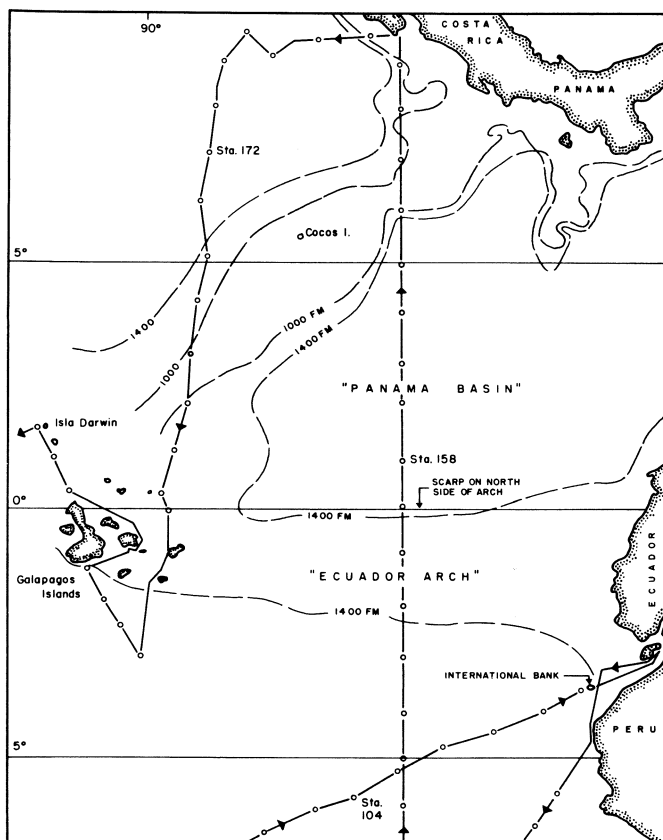 90°
COSTA
RICA
PANAMA
Sta. 172
Cocos I.
5°
1400
1000
1000 FM
1400 FM
"PANAMA BASIN"
Isla Darwin
Sta. 158
SCARP ON NORTH
SIDE OF ARCH
0°
1400 FM
ECUADOR
"ECUADOR ARCH"
Galapagos
Islands
1400 FM
INTERNATIONAL BANK
PERU
5°
Sta.
104